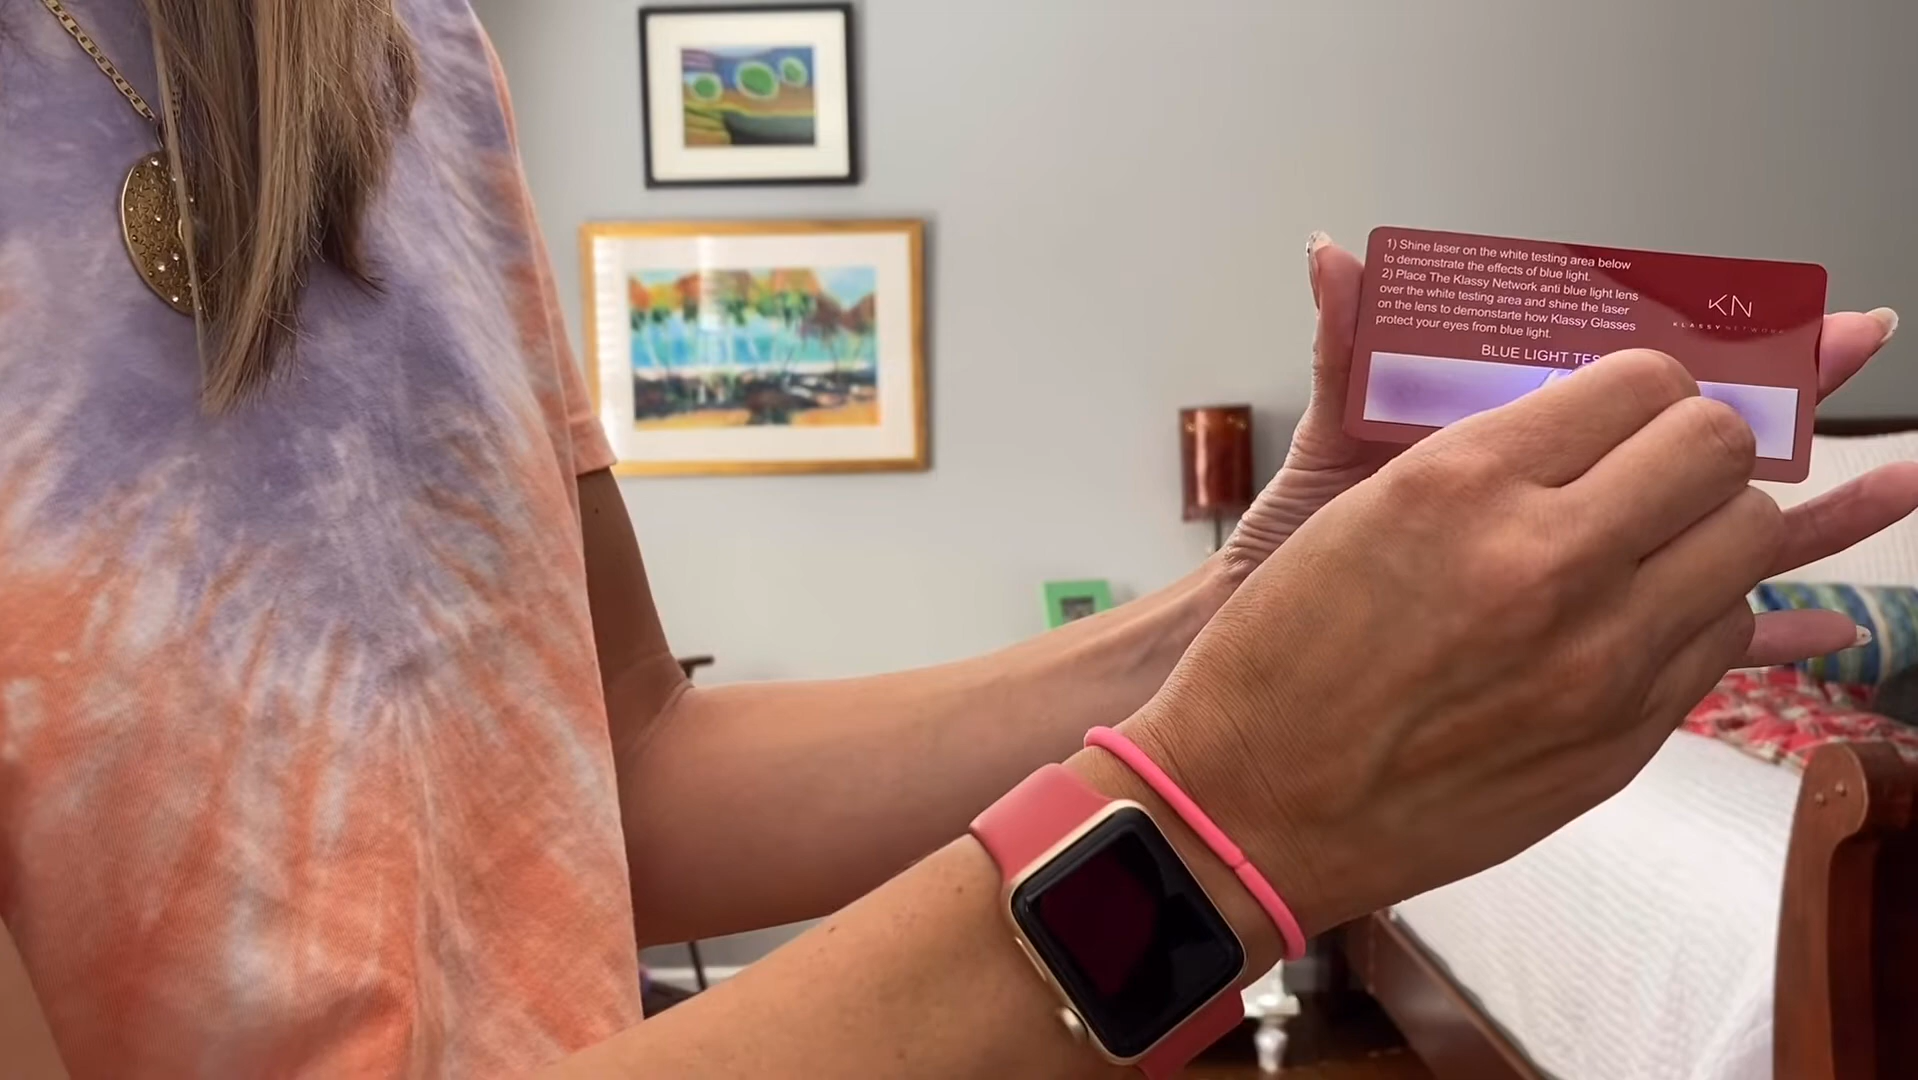 1) Shine laser on the white testing area below
to demonstrate the effects of blue light.
2) Place The Klassy Network anti blue light lens
over the white testing area and shine the laser
on the lens to demonstarte how Klassy Glasses
protect your eyes from blue light.
KN
KLASSY NETWORK
BLUE LIGHT TES